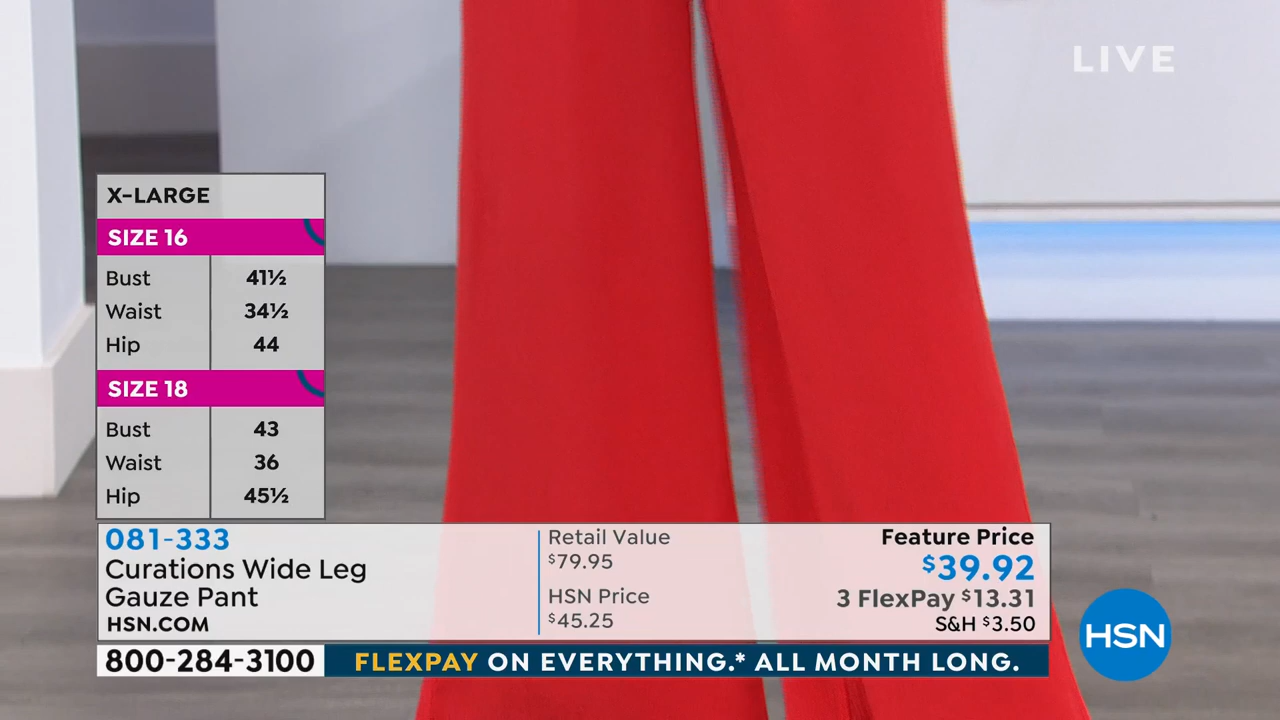 LIVE
X-LARGE
SIZE 16
Bust 41½
Waist 34½
Hip 44
SIZE 18
Bust 43
Waist 36
Hip 45½
081-333
Curations Wide Leg
Gauze Pant
HSN.COM
Retail Value
$79.95
HSN Price
$45.25
Feature Price
$39.92
3 FlexPay $13.31
S&H $3.50
HSN
800-284-3100 FLEXPAY ON EVERYTHING.* ALL MONTH LONG.